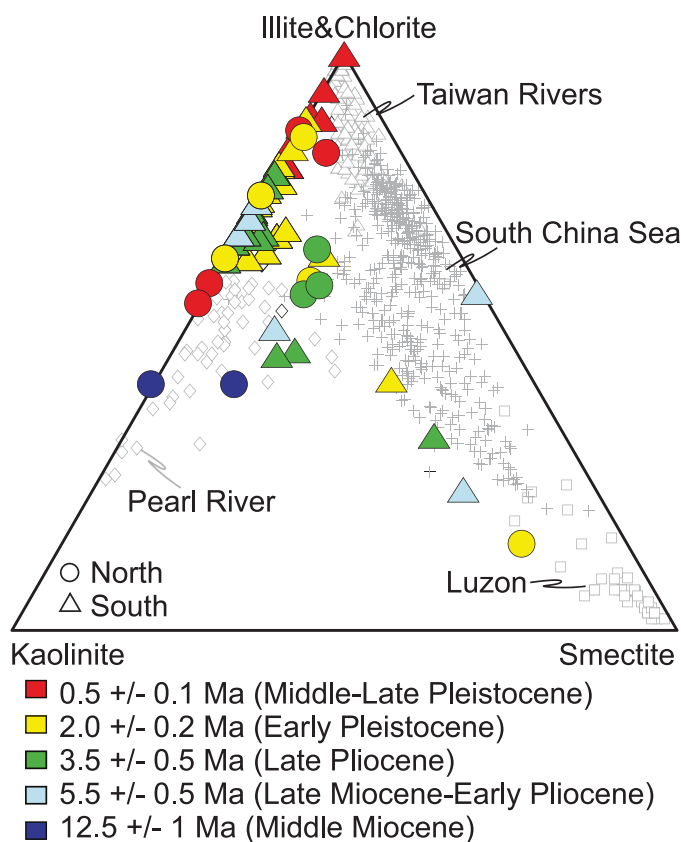 Illite&Chlorite
Taiwan Rivers
South China Sea
Pearl River
North
South
Luzon
Kaolinite
Smectite
0.5 +/- 0.1 Ma (Middle-Late Pleistocene)
2.0 +/- 0.2 Ma (Early Pleistocene)
3.5 +/- 0.5 Ma (Late Pliocene)
5.5 +/- 0.5 Ma (Late Miocene-Early Pliocene)
12.5 +/- 1 Ma (Middle Miocene)